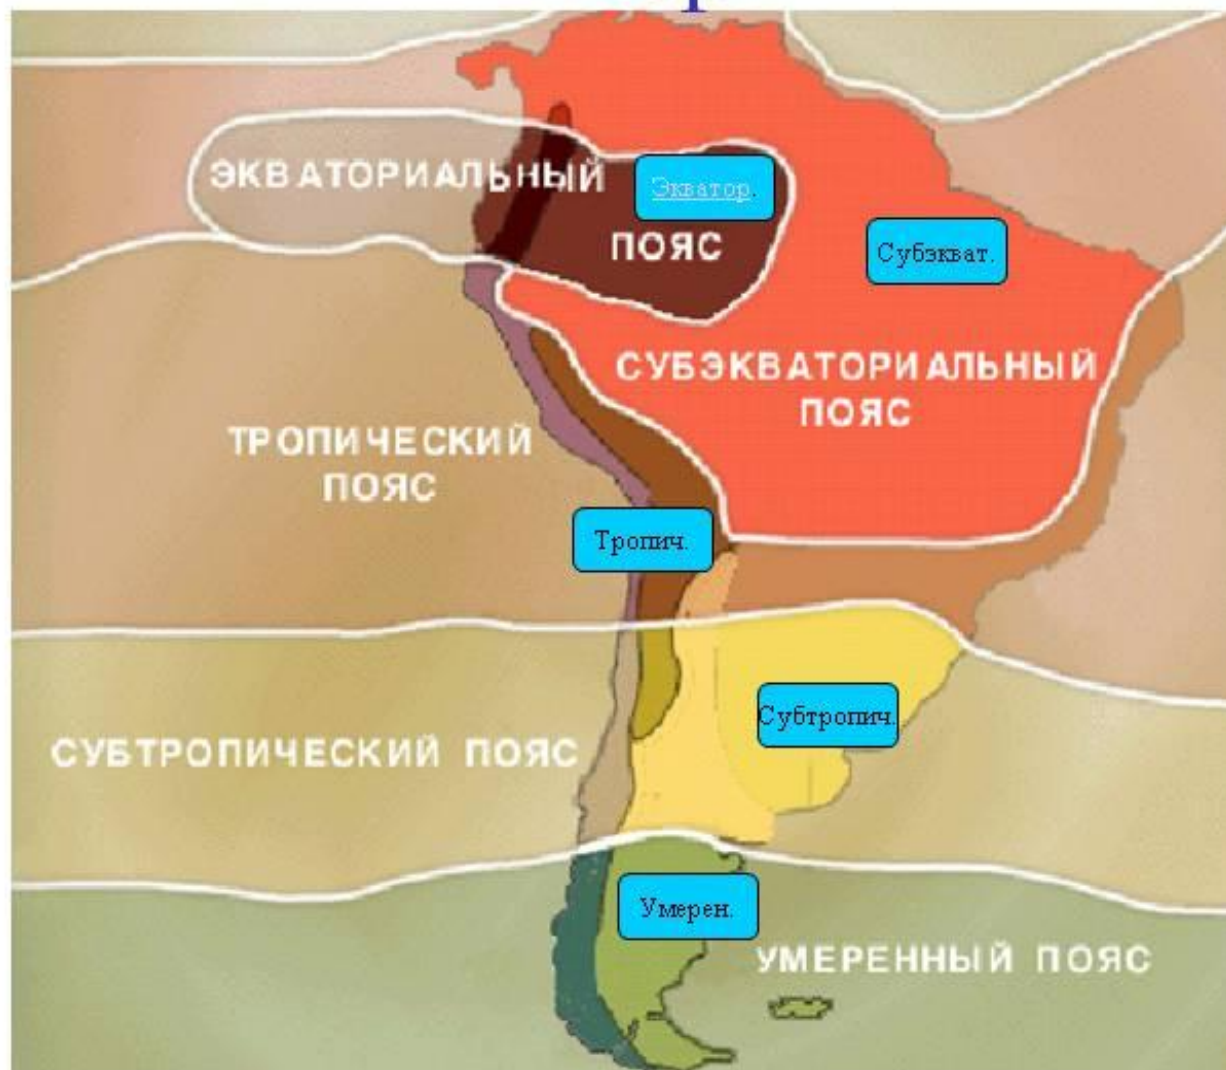 ЭКВАТОРИАЛЬНЫЙ
ПОЯС
Экватор.
Субэкват.
СУБЭКВАТОРИАЛЬНЫЙ
ПОЯС
ТРОПИЧЕСКИЙ
ПОЯС
Тропич.
Субтропич.
СУБТРОПИЧЕСКИЙ ПОЯС
Умерен.
УМЕРЕННЫЙ ПОЯС